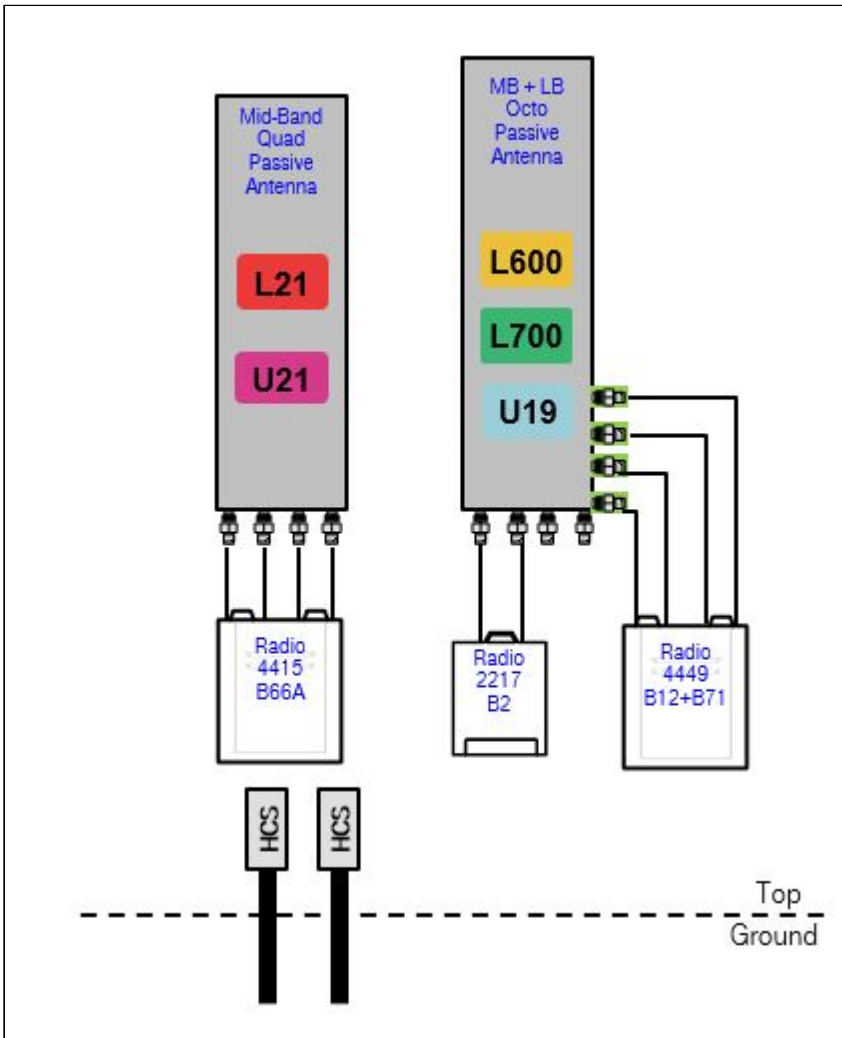 Mid-Band
Quad
Passive
Antenna
L21
U21
MB + LB
Octo
Passive
Antenna
L600
L700
U19
Radio
4415
B66A
Radio
2217
B2
Radio
4449
B12+B71
HCS
HCS
Top
Ground